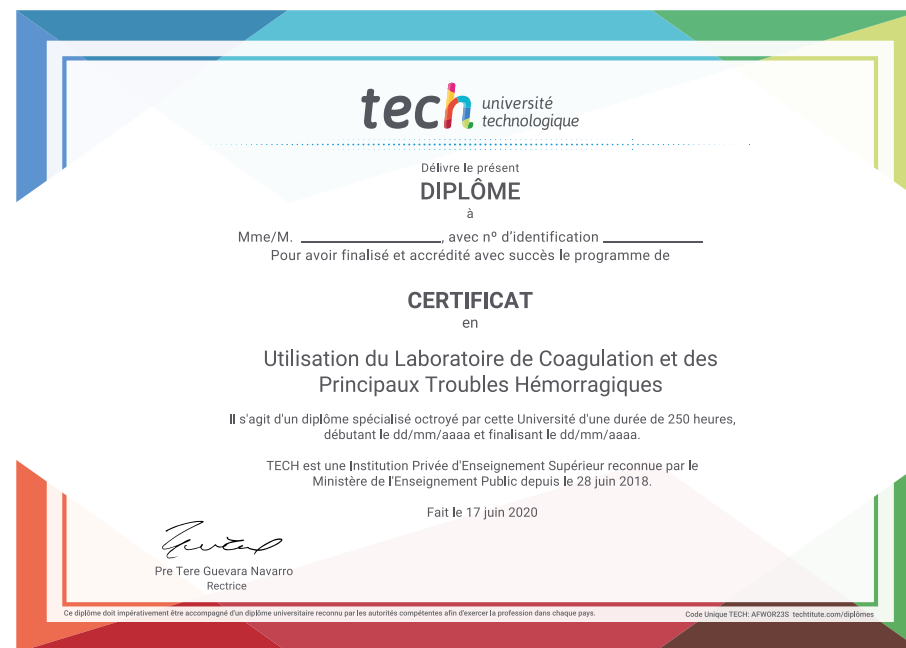 tech université
technologique
Délivre le présent
DIPLÔME
à
Mme/M. ____________________, avec nº d'identification ______________
Pour avoir finalisé et accrédité avec succès le programme de
CERTIFICAT
en
Utilisation du Laboratoire de Coagulation et des
Principaux Troubles Hémorragiques
Il s'agit d'un diplôme spécialisé octroyé par cette Université d'une durée de 250 heures,
débutant le dd/mm/aaaa et finalisant le dd/mm/aaaa.
TECH est une Institution Privée d'Enseignement Supérieur reconnue par le
Ministère de l'Enseignement Public depuis le 28 juin 2018.
Fait le 17 juin 2020
Pre Tere Guevara Navarro
Rectrice
Ce diplôme doit impérativement être accompagné d'un diplôme universitaire reconnu par les autorités compétentes afin d'exercer la profession dans chaque pays.
Code Unique TECH: AFWOR23S techtitute.com/diplômes